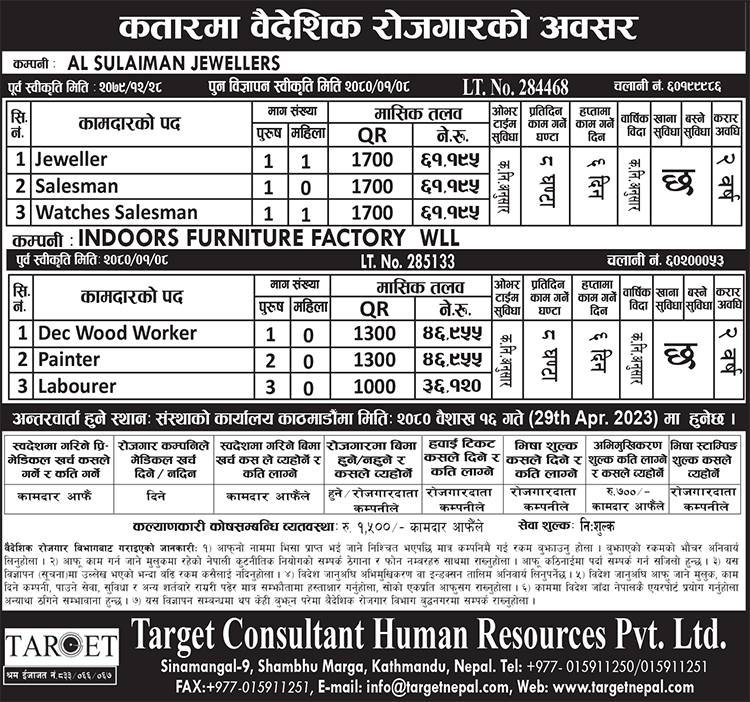 कतारमा वैदेशिक रोजगारको अवसर
कम्पनी : AL SULAIMAN JEWELLERS
पूर्व स्वीकृति मिति : २०७९/१२/२८ पुन विज्ञापन स्वीकृति मिति २०८०/०१/०८ LT. No. 284468 चलानी नं.६०१९९९८६
सि.नं. कामदारको पद माग संख्या पुरुष महिला मासिक तलव QR ने.रु. ओभर टाईम सुविधा प्रतिदिन काम गर्ने घण्टा हप्तामा काम गर्ने दिन वार्षिक विदा खाना सुविधा बस्ने सुविधा करार अवधि
1 Jeweller 1 1 1700 ६१,१९५
2 Salesman 1 0 1700 ६१,१९५
3 Watches Salesman 1 1 1700 ६१,१९५
क.नि.अनुसार ८ घण्टा ६ दिन क.नि.अनुसार छ २ वर्ष
कम्पनी : INDOORS FURNITURE FACTORY WLL
पूर्व स्वीकृति मिति : २०८०/०१/०८ LT. No. 285133 चलानी नं. ६०२०००५३
सि.नं. कामदारको पद माग संख्या पुरुष महिला मासिक तलव QR ने.रु. ओभर टाईम सुविधा प्रतिदिन काम गर्ने घण्टा हप्तामा काम गर्ने दिन वार्षिक विदा खाना सुविधा बस्ने सुविधा करार अवधि
1 Dec Wood Worker 1 0 1300 ४६,९५५
2 Painter 2 0 1300 ४६,९५५
3 Labourer 3 0 1000 ३६,१२०
क.नि.अनुसार ८ घण्टा ६ दिन क.नि.अनुसार छ २ वर्ष
अन्तरवार्ता हुने स्थानः संस्थाको कार्यालय काठमाडौंमा मितिः २०८० वैशाख १६ गते (29th Apr. 2023) मा हुनेछ ।
स्वदेशमा गरिने प्रि-मेडिकल खर्च कसले गर्ने र कति गर्ने
रोजगार कम्पनिले मेडिकल खर्च दिने / नदिन
स्वदेशमा गरिने बिमा खर्च कस ले व्यहोर्ने र कति लाग्ने
रोजगारमा बिमा हुने/नहुने र कसले व्यहोर्ने
हवाई टिकट कसले दिने र कति लाग्ने
भिषा शुल्क कसले दिने र कति लाग्ने
अभिमुखिकरण शुल्क कति लाग्ने र कसले व्यहोर्ने
भिषा स्टाम्पिङ शुल्क कसले व्यहोर्ने
कामदार आफैं
दिने
कामदार आफैंले
हुने / रोजगारदाता कम्पनीले
रोजगारदाता कम्पनीले
रोजगारदाता कम्पनीले
रु.७००/- कामदार आफैंले
रोजगारदाता कम्पनीले
कल्याणकारी कोषसम्बन्धि व्यवस्थाः रु. १,५००/- कामदार आफैंले सेवा शुल्कः निःशुल्क
वैदेशिक रोजगार विभागबाट गराइएको जानकारी: १) आफ्नो नाममा भिसा प्राप्त भई जाने निश्चित भएपछि मात्र कम्पनिमै गई रकम बुझाउनु होला । बुझाएको रकमको भौचर अनिवार्य
लिनुहोला । २) आफू काम गर्न जाने मुलुकमा रहेको नेपाली कुटनीतिक नियोगको सम्पर्क ठेगाना र फोन नम्बरहरु साथमा राख्नुहोला । आफू कठिनाईमा पर्दा सम्पर्क गर्न सजिलो हुन्छ । ३) यस
विज्ञापन (सूचना)मा उल्लेख भएको भन्दा बढि रकम कसैलाई नदिनुहोला । ४) विदेश जानुअघि अभिमुखिकरण वा इन्डक्सन तालिम अनिवार्य लिनुपर्नेछ । ५) विदेश जानुअघि आफू जाने मुलुक, काम
दिने कम्पनी, पाउने सेवा, सुविधा र अन्य शर्तबारे राम्ररी पढेर मात्र सम्झौतामा हस्ताक्षर गर्नुहोला, सोको एकप्रति आफूसग राख्नुहोला । ६) काममा विदेश जाँदा नेपालकै एयरपोर्ट प्रयोग गर्नुहोला
अन्यथा ठगिने सम्भावाना हुन्छ । ७) यस विज्ञापन सम्बन्धमा थप केही बुझ्नु परेमा वैदेशिक रोजगार विभाग बुद्धनगरमा सम्पर्क राख्नुहोला ।
TARGET
श्रम ईजाजत नं.८३३/०६६/०६७
Target Consultant Human Resources Pvt. Ltd.
Sinamangal-9, Shambhu Marga, Kathmandu, Nepal. Tel: +977- 015911250/015911251
FAX:+977-015911251, E-mail: info@targetnepal.com, Web: www.targetnepal.com